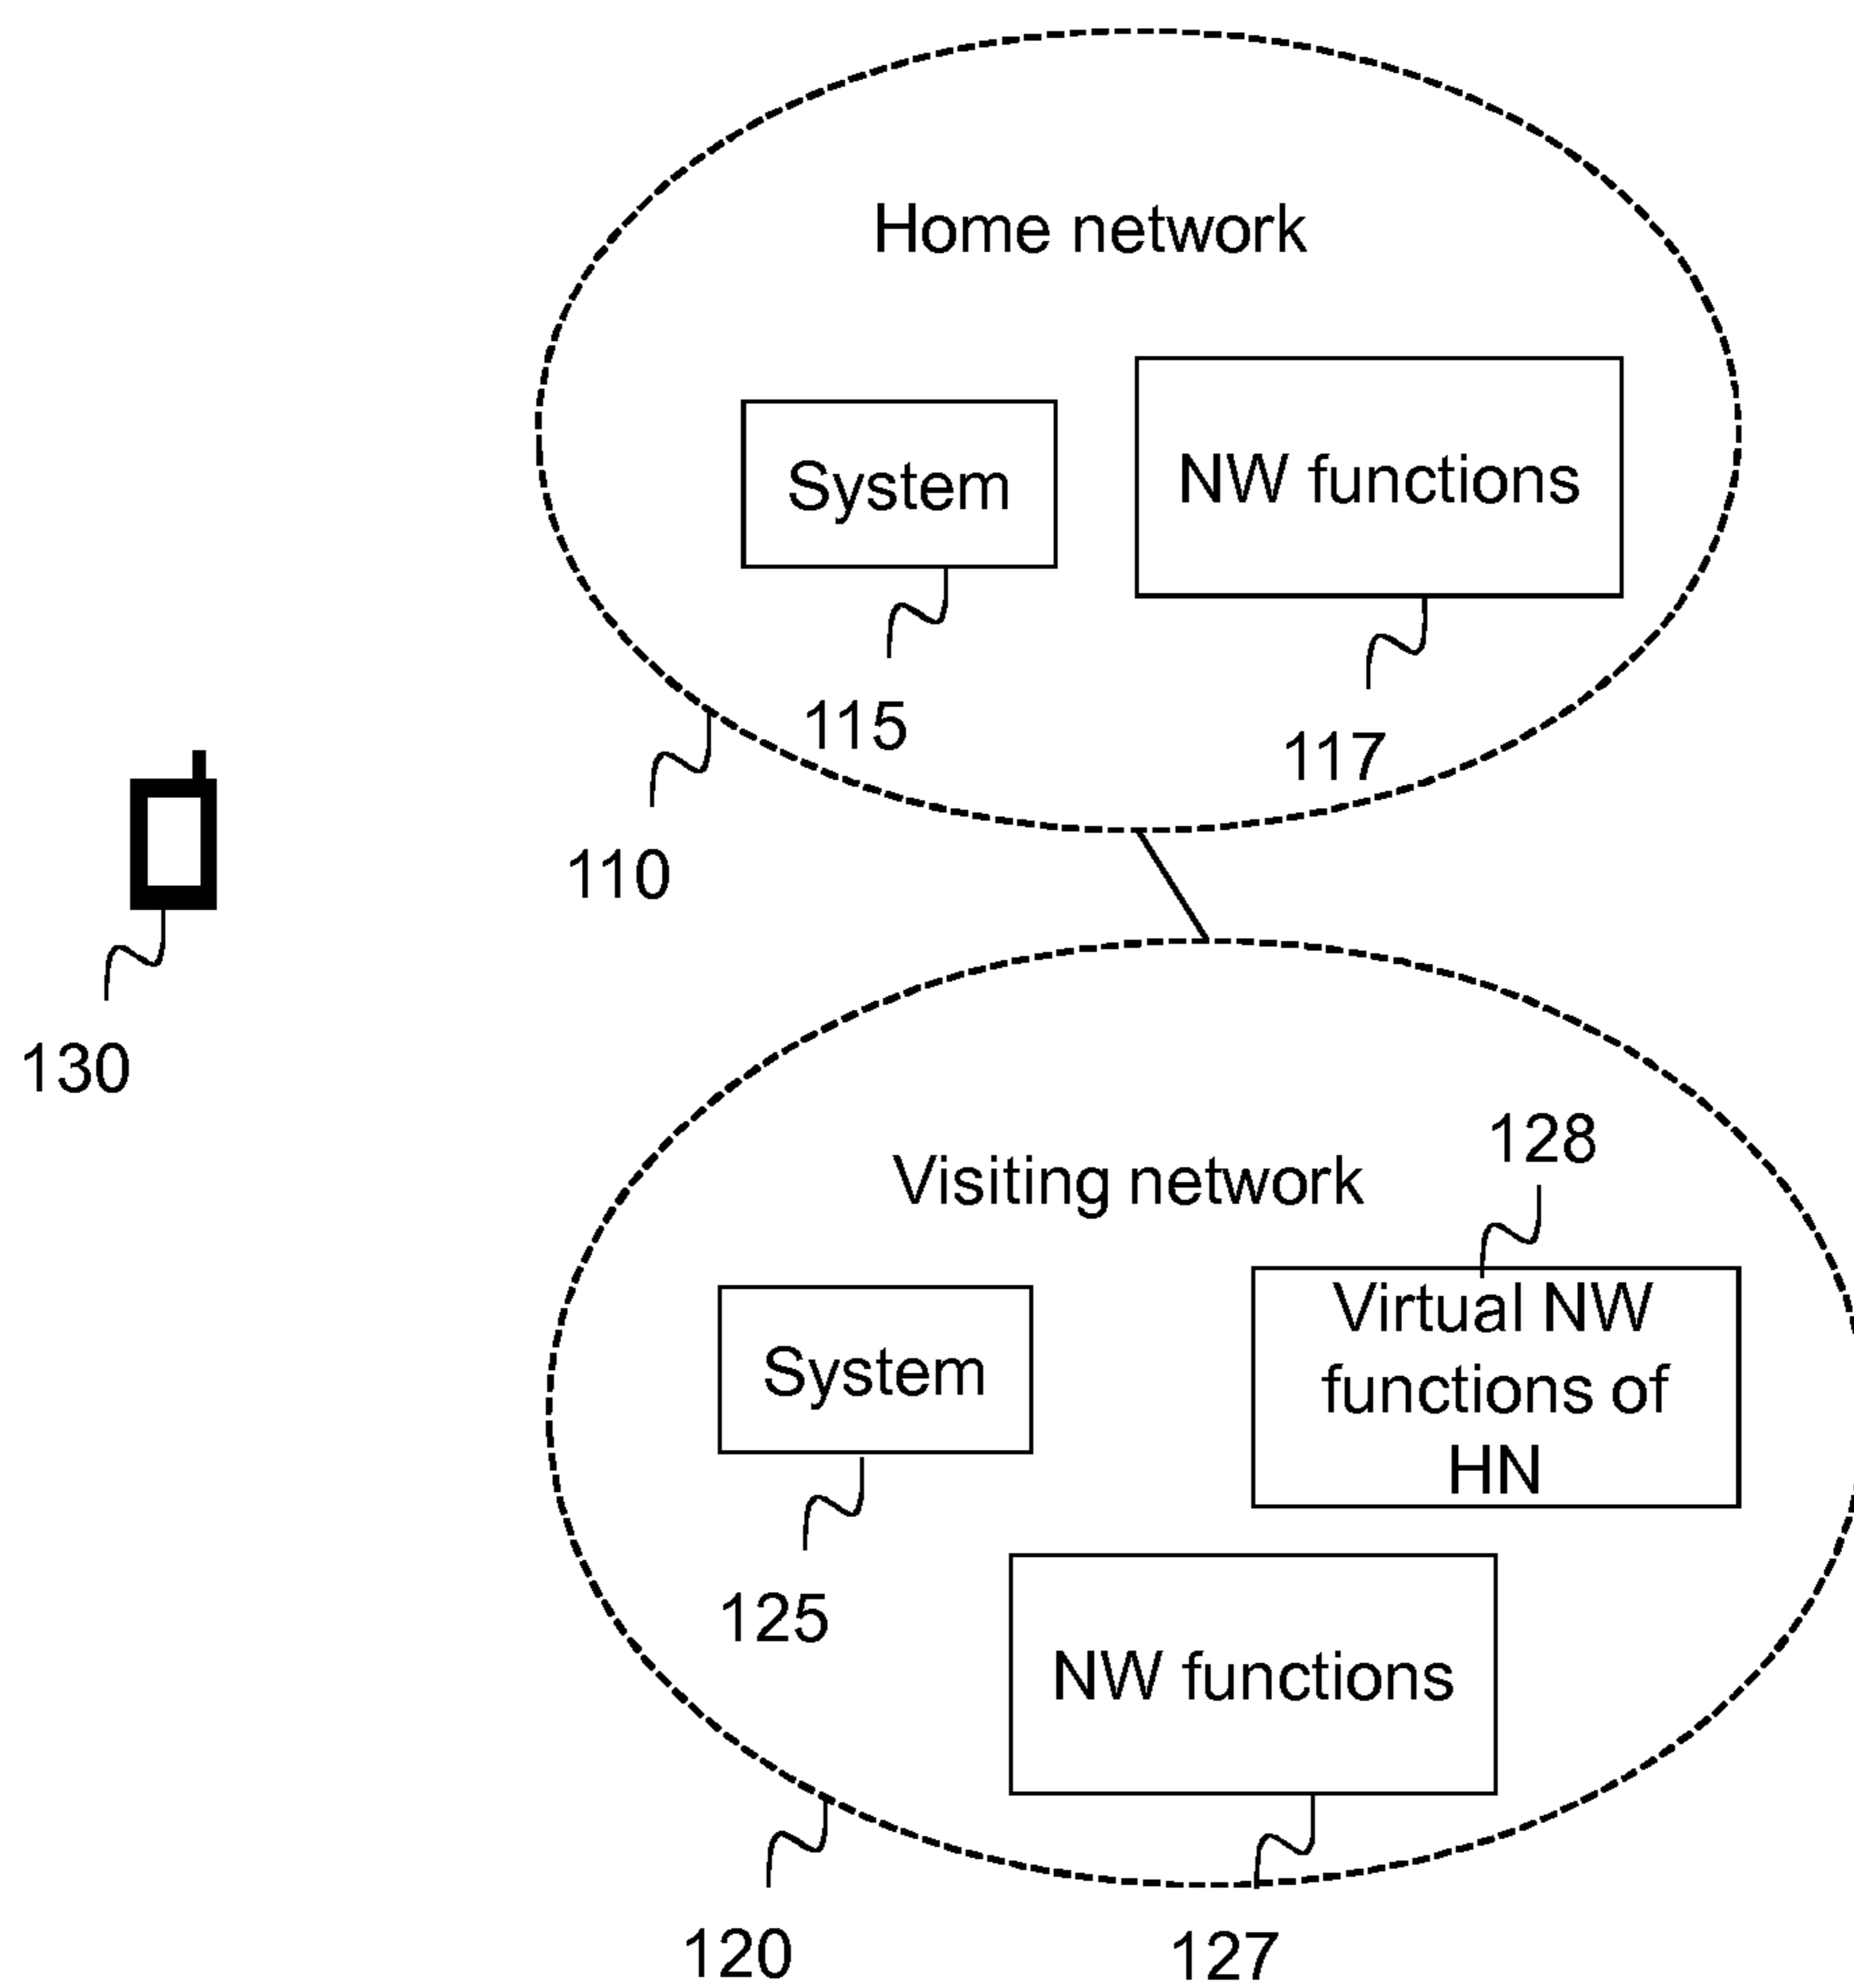 Home network
System
NW functions
115
117
110
130
128
Visiting network
Virtual NW
functions of
HN
System
125
NW functions
120
127